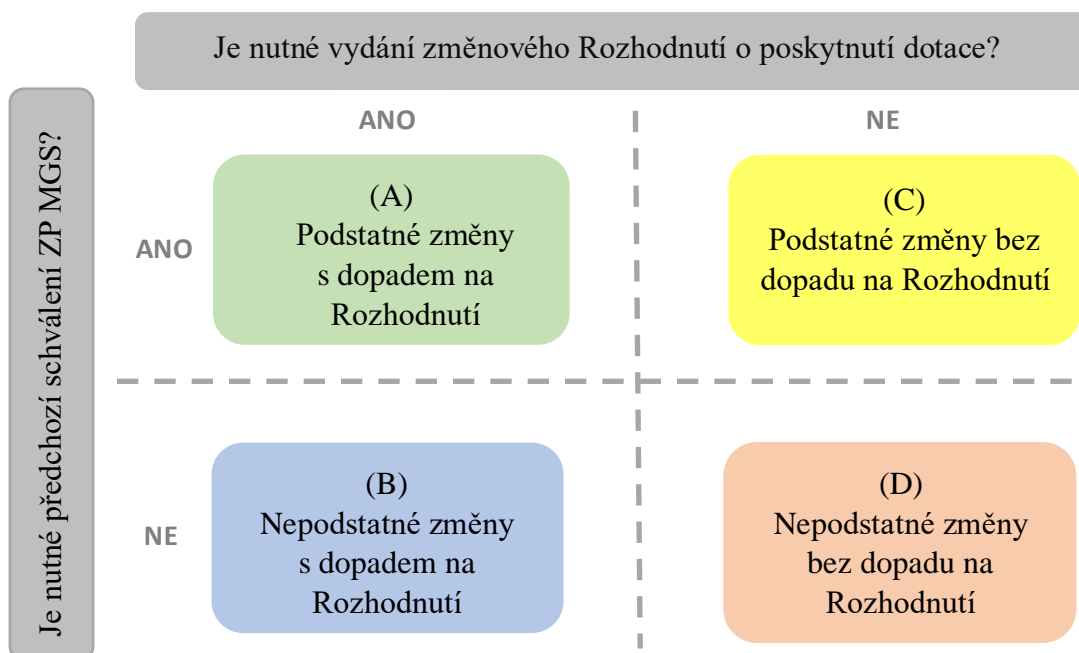 Je nutné vydání změnového Rozhodnutí o poskytnutí dotace?
Je nutné předchozí schválení ZP MGS?
ANO
NE
ANO
(A)
Podstatné změny
s dopadem na
Rozhodnutí
(C)
Podstatné změny bez
dopadu na Rozhodnutí
NE
(B)
Nepodstatné změny
s dopadem na
Rozhodnutí
(D)
Nepodstatné změny
bez dopadu na
Rozhodnutí